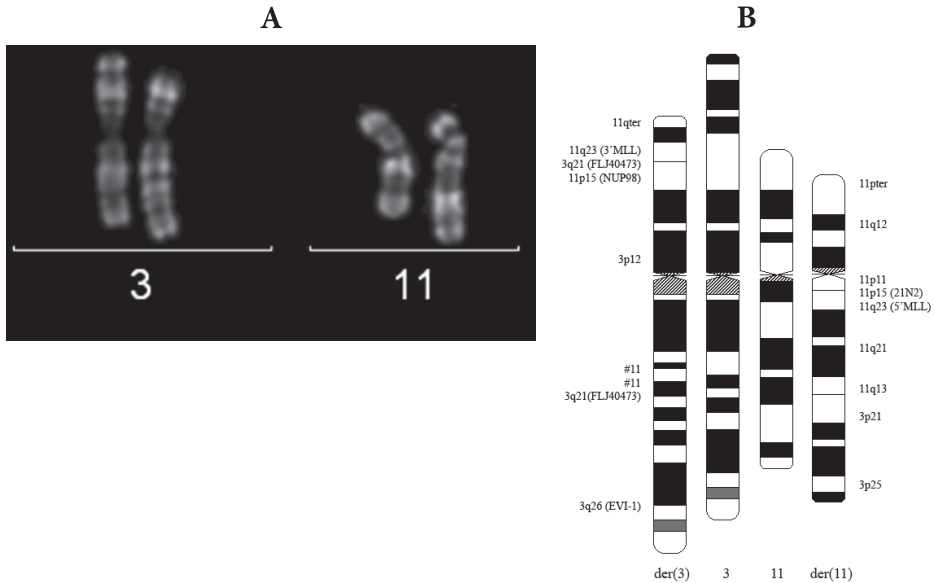 A
B
3
11
11qter
11q23 (3'MLL)
3q21 (FLJ40473)
11p15 (NUP98)
3p12
#11
#11
3q21(FLJ40473)
3q26 (EVI-1)
11pter
11q12
11p11
11p15 (21N2)
11q23 (5'MLL)
11q21
11q13
3p21
3p25
der(3)
3
11
der(11)